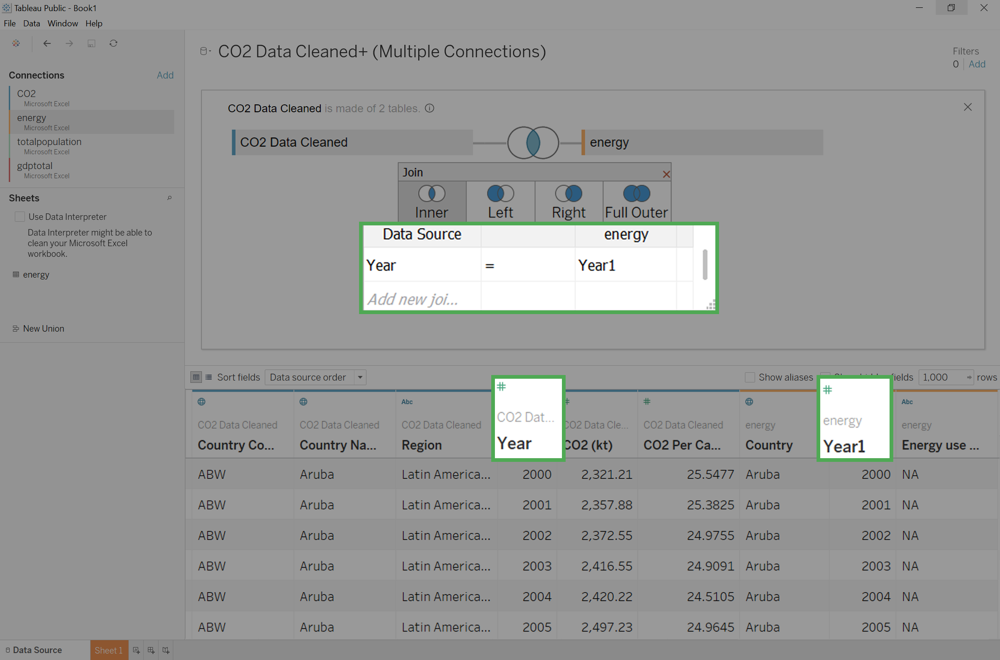 Tableau Public - Book1
File Data Window Help
CO2 Data Cleaned+ (Multiple Connections)
Filters
0 Add
Connections Add
CO2
Microsoft Excel
energy
Microsoft Excel
totalpopulation
Microsoft Excel
gdptotal
Microsoft Excel
Sheets
Use Data Interpreter
Data Interpreter might be able to
clean your Microsoft Excel
workbook.
energy
New Union
CO2 Data Cleaned is made of 2 tables.
CO2 Data Cleaned energy
Join
Inner Left Right Full Outer
Data Source energy
Year = Year1
Add new joi...
Sort fields Data source order Show aliases fields 1,000 rows
Abc # # # # Abc
CO2 Data Cleaned CO2 Data Cleaned CO2 Data Cleaned CO2 Dat... CO2 Data Cle... CO2 Data Cleaned energy energy energy
Country Co... Country Na... Region Year CO2 (kt) CO2 Per Ca... Country Year1 Energy use ...
ABW Aruba Latin America... 2000 2,321.21 25.5477 Aruba 2000 NA
ABW Aruba Latin America... 2001 2,357.88 25.3825 Aruba 2001 NA
ABW Aruba Latin America... 2002 2,372.55 24.9755 Aruba 2002 NA
ABW Aruba Latin America... 2003 2,416.55 24.9091 Aruba 2003 NA
ABW Aruba Latin America... 2004 2,420.22 24.5105 Aruba 2004 NA
ABW Aruba Latin America... 2005 2,497.23 24.9645 Aruba 2005 NA
Data Source Sheet 1